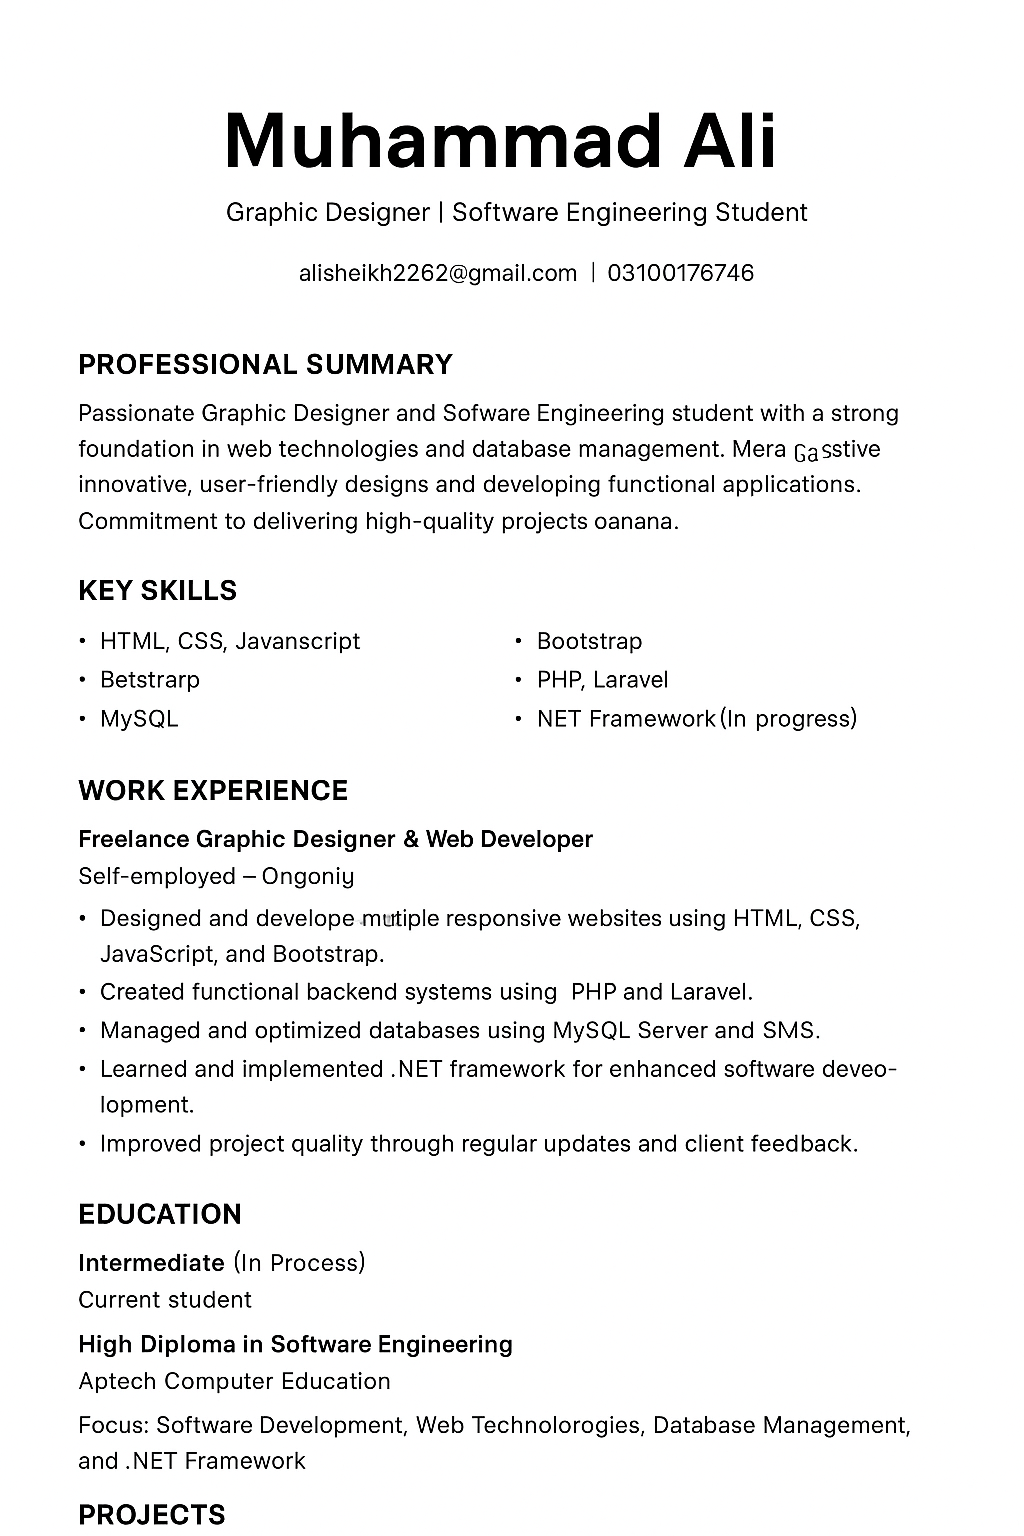 Muhammad Ali
Graphic Designer | Software Engineering Student
alisheikh2262@gmail.com | 03100176746
PROFESSIONAL SUMMARY
Passionate Graphic Designer and Sofware Engineering student with a strong
foundation in web technologies and database management. Mera Gasstive
innovative, user-friendly designs and developing functional applications.
Commitment to delivering high-quality projects oanana.
KEY SKILLS
• HTML, CSS, Javanscript
• Betstrarp
• MySQL
• Bootstrap
• PHP, Laravel
• NET Framework (In progress)
WORK EXPERIENCE
Freelance Graphic Designer & Web Developer
Self-employed – Ongoniy
• Designed and develope mutiple responsive websites using HTML, CSS,
JavaScript, and Bootstrap.
• Created functional backend systems using PHP and Laravel.
• Managed and optimized databases using MySQL Server and SMS.
• Learned and implemented .NET framework for enhanced software deveo-
lopment.
• Improved project quality through regular updates and client feedback.
EDUCATION
Intermediate (In Process)
Current student
High Diploma in Software Engineering
Aptech Computer Education
Focus: Software Development, Web Technolorogies, Database Management,
and .NET Framework
PROJECTS